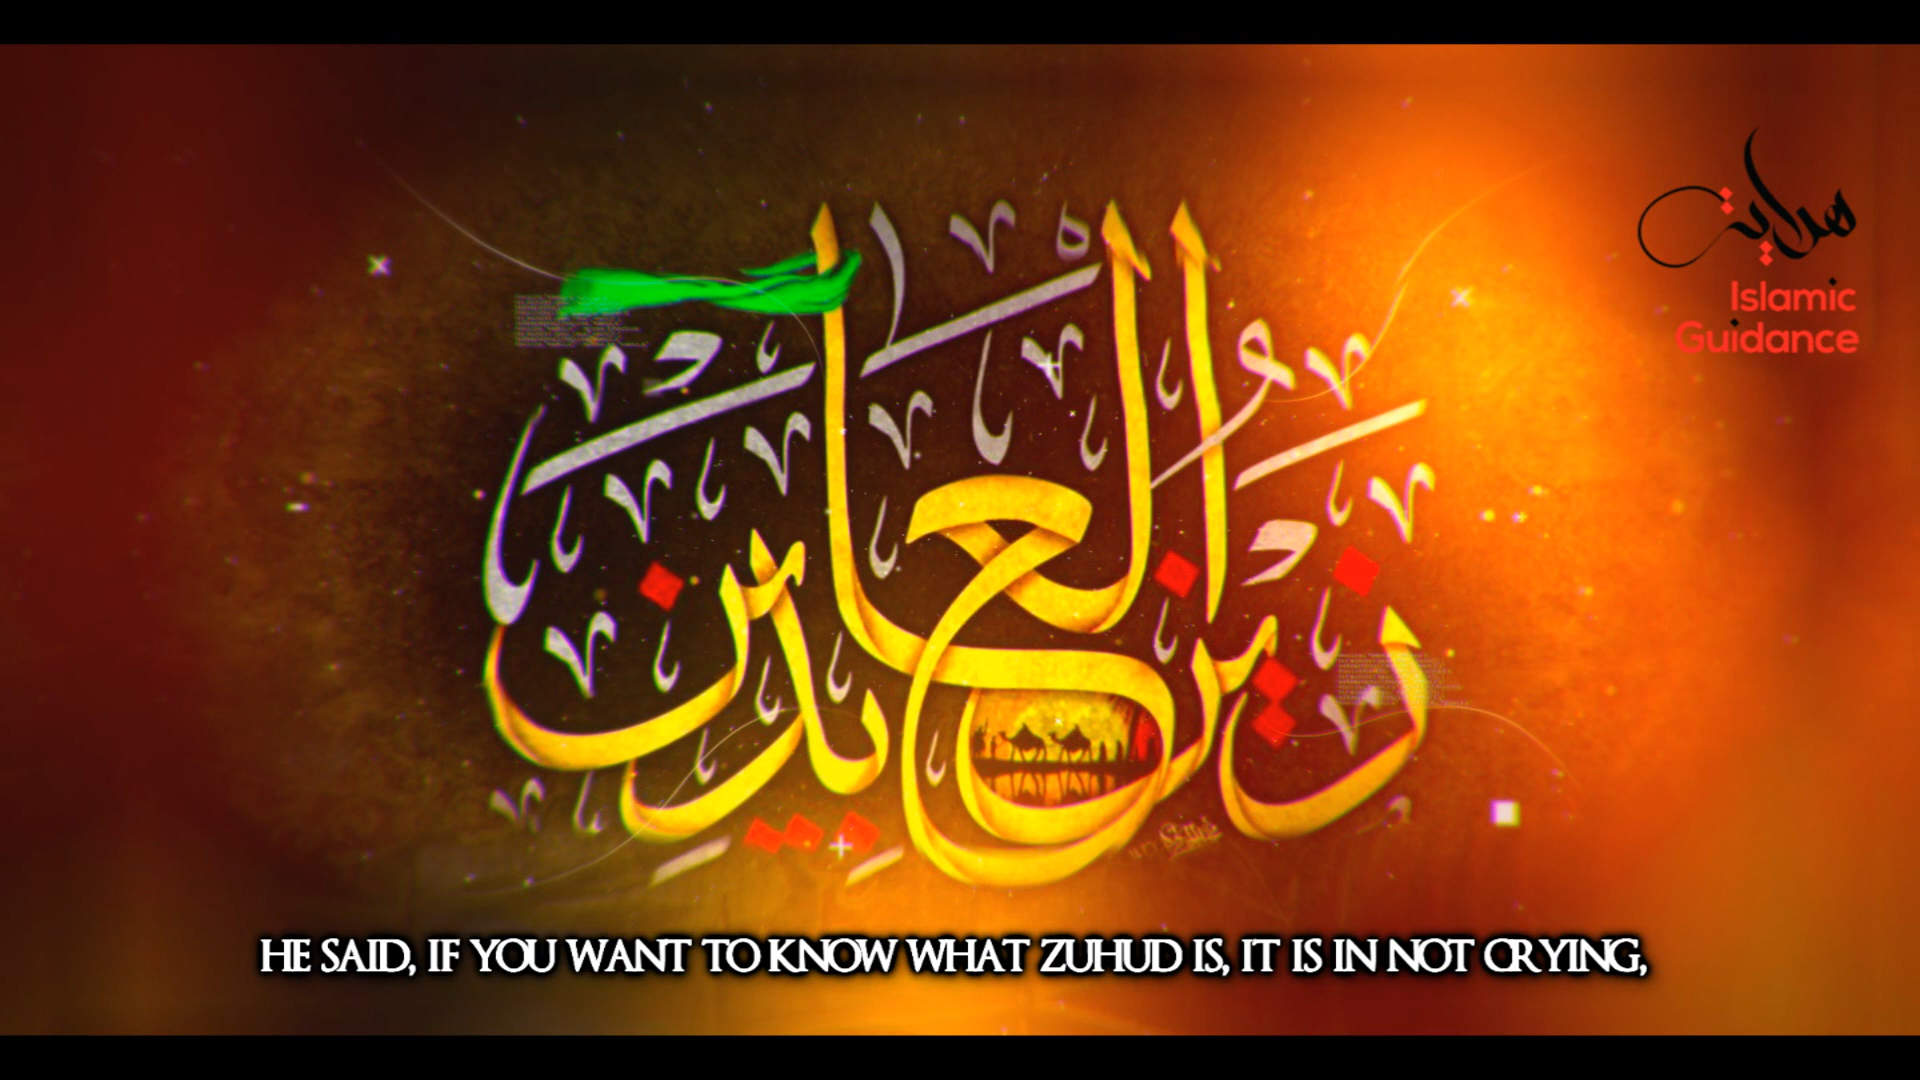 هداية
Islamic
Guidance
زين العابدين
HE SAID, IF YOU WANT TO KNOW WHAT ZUHUD IS, IT IS IN NOT CRYING,